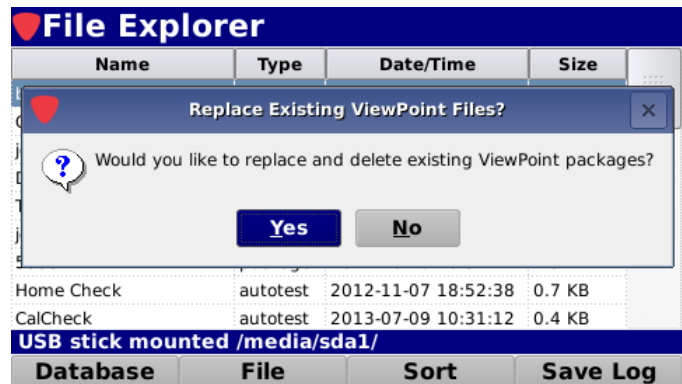 File Explorer
Name Type Date/Time Size
Replace Existing ViewPoint Files?
Would you like to replace and delete existing ViewPoint packages?
Yes No
Home Check autotest 2012-11-07 18:52:38 0.7 KB
CalCheck autotest 2013-07-09 10:31:12 0.4 KB
USB stick mounted /media/sda1/
Database File Sort Save Log